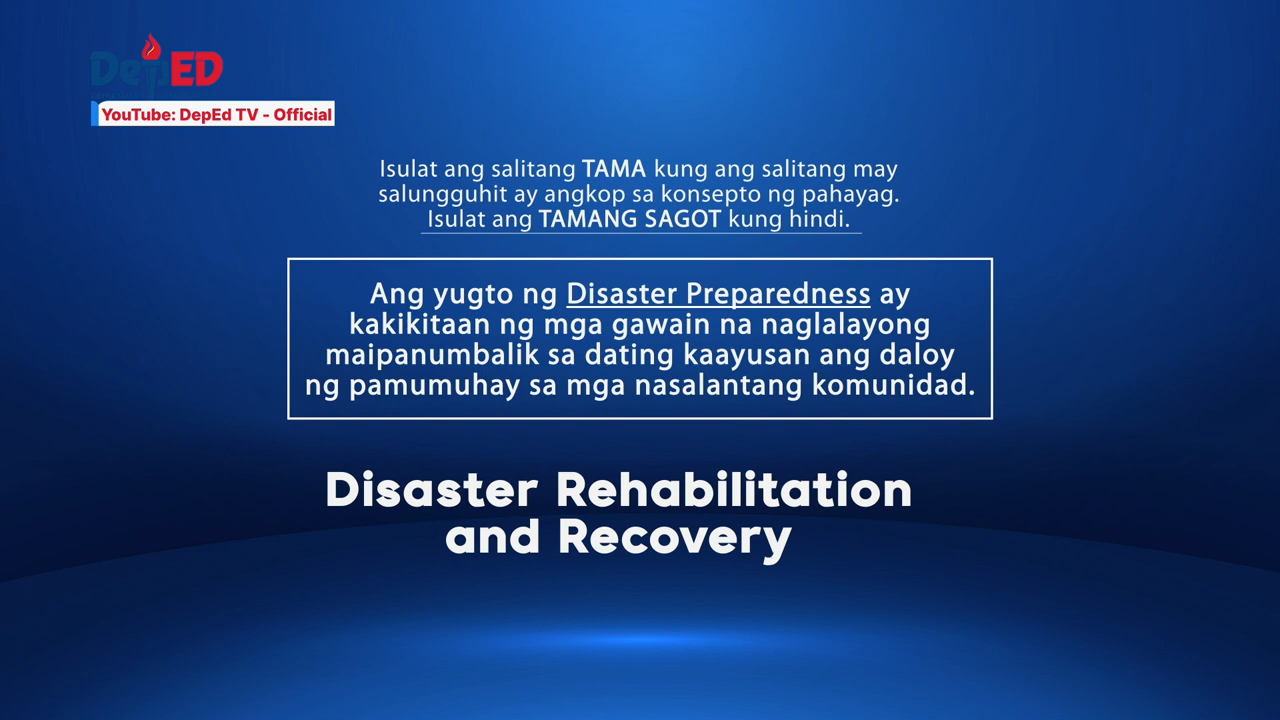 DepED
YouTube: DepEd TV - Official
Isulat ang salitang TAMA kung ang salitang may
salungguhit ay angkop sa konsepto ng pahayag.
Isulat ang TAMANG SAGOT kung hindi.
Ang yugto ng Disaster Preparedness ay
kakikitaan ng mga gawain na naglalayong
maipanumbalik sa dating kaayusan ang daloy
ng pamumuhay sa mga nasalantang komunidad.
Disaster Rehabilitation
and Recovery